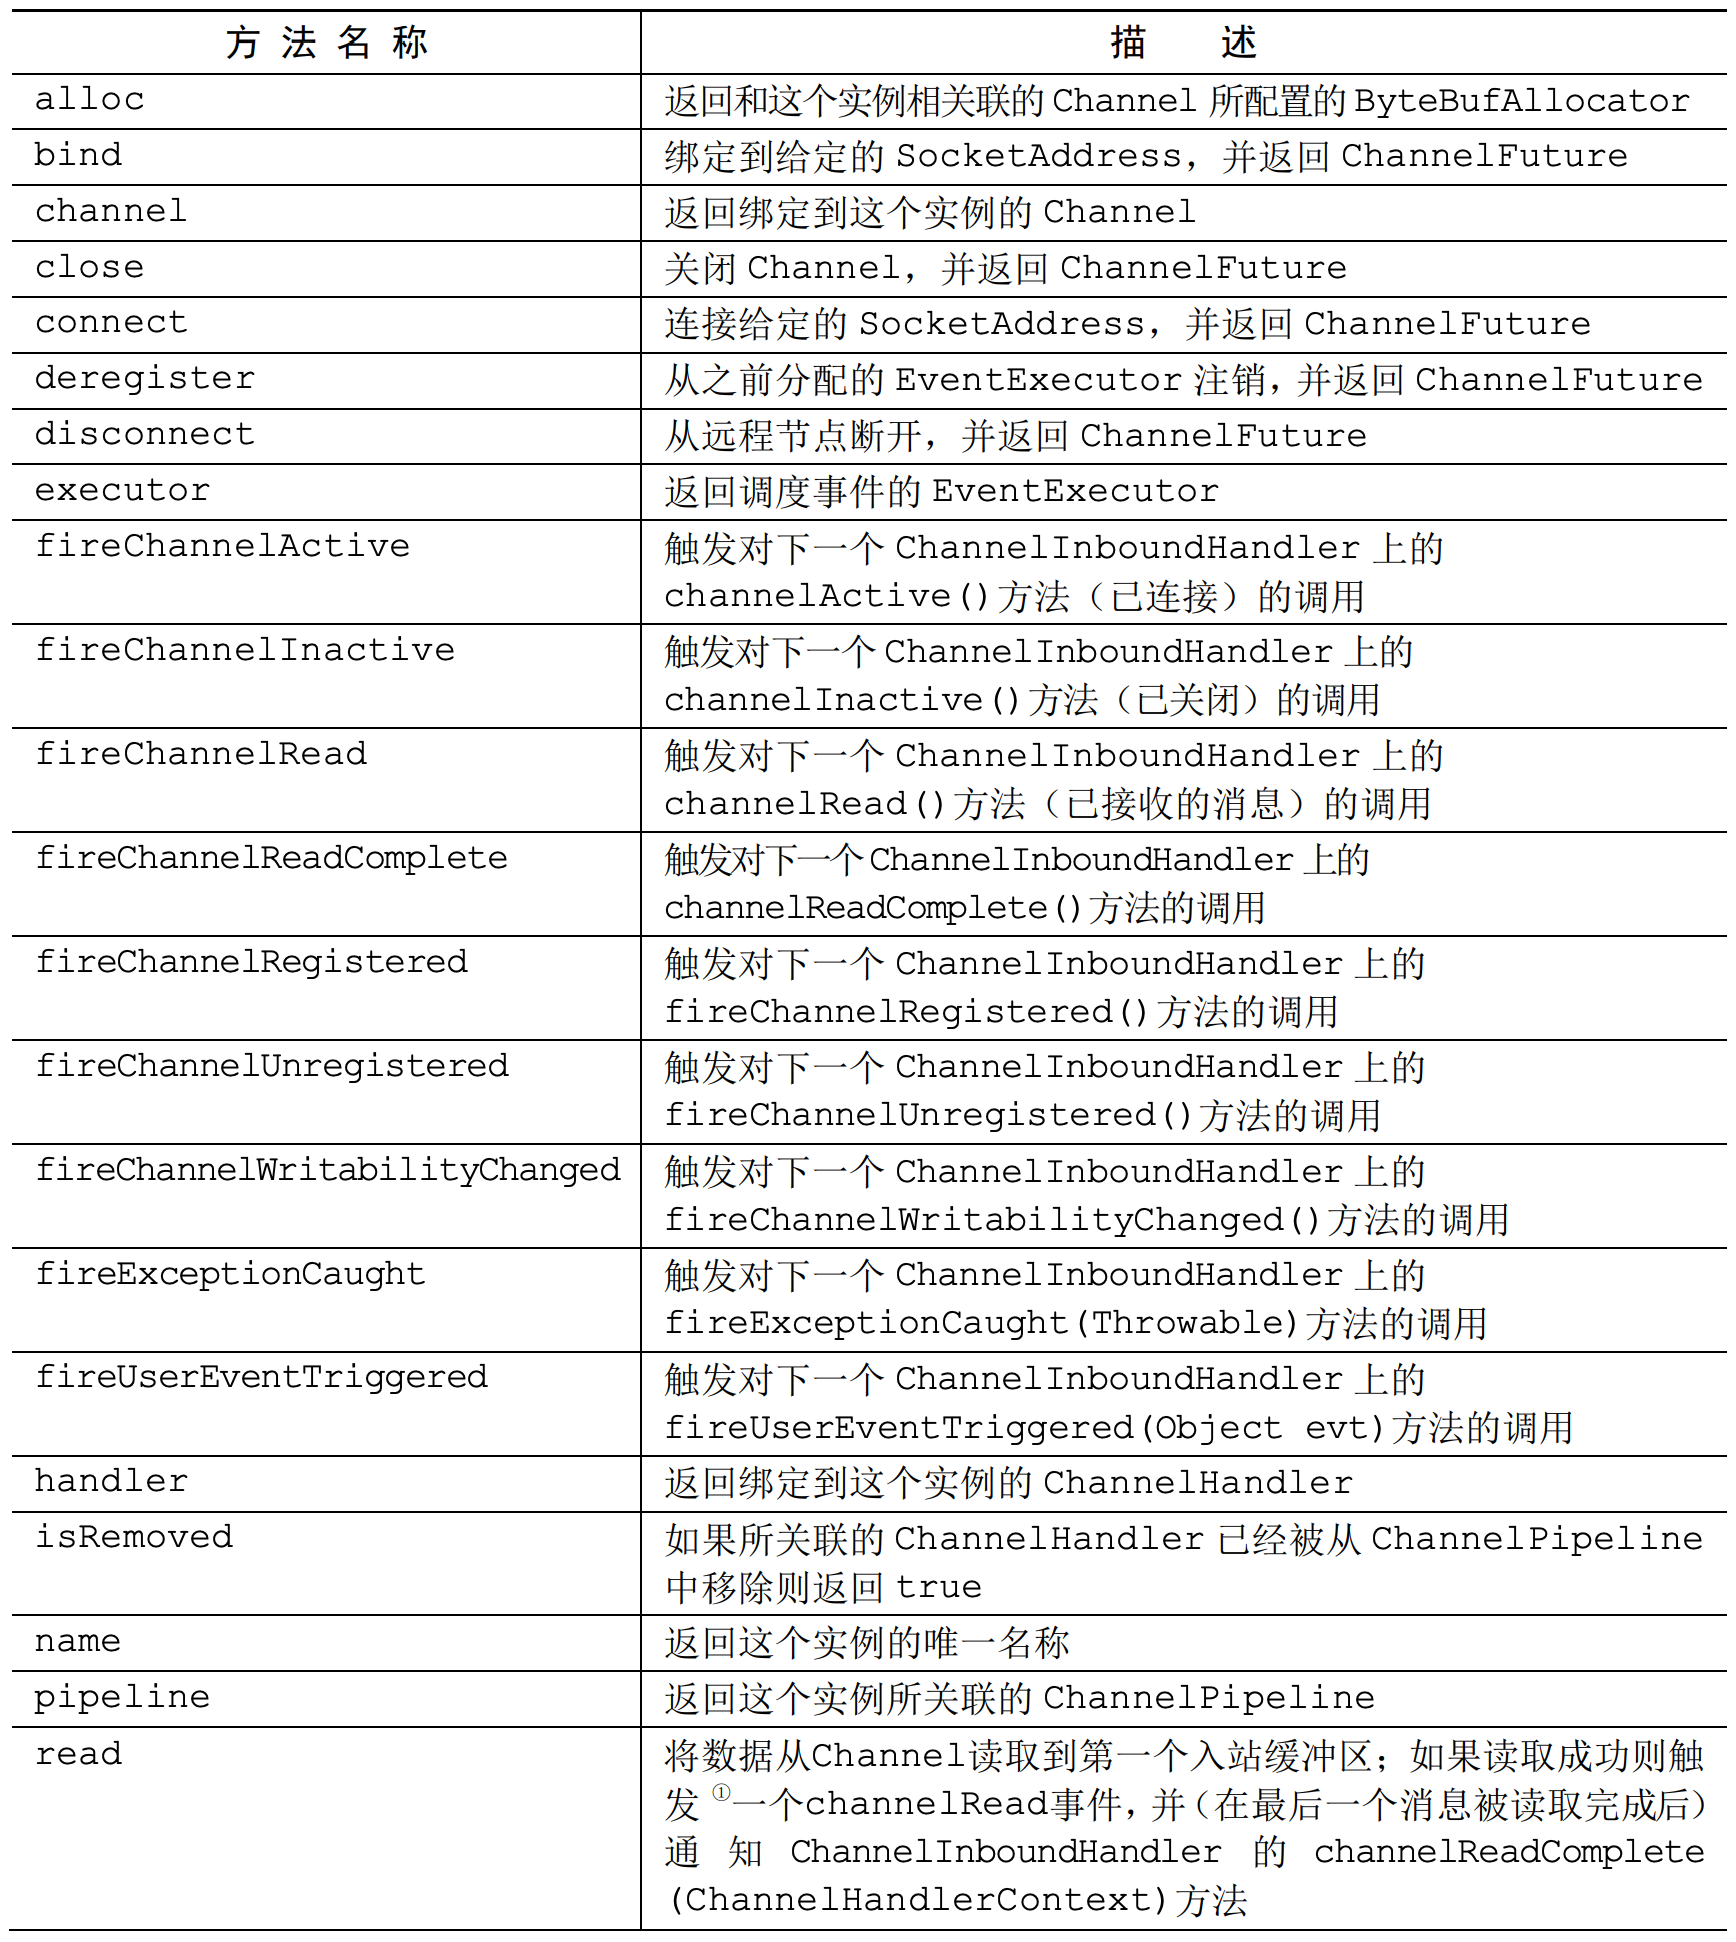 方 法 名 称 描 述
alloc 返回和这个实例相关联的 Channel 所配置的 ByteBufAllocator
bind 绑定到给定的 SocketAddress，并返回 ChannelFuture
channel 返回绑定到这个实例的 Channel
close 关闭 Channel，并返回 ChannelFuture
connect 连接给定的 SocketAddress，并返回 ChannelFuture
deregister 从之前分配的 EventExecutor 注销，并返回 ChannelFuture
disconnect 从远程节点断开，并返回 ChannelFuture
executor 返回调度事件的 EventExecutor
fireChannelActive 触发对下一个 ChannelInboundHandler 上的
channelActive()方法（已连接）的调用
fireChannelInactive 触发对下一个 ChannelInboundHandler 上的
channelInactive()方法（已关闭）的调用
fireChannelRead 触发对下一个 ChannelInboundHandler 上的
channelRead()方法（已接收的消息）的调用
fireChannelReadComplete 触发对下一个 ChannelInboundHandler 上的
channelReadComplete()方法的调用
fireChannelRegistered 触发对下一个 ChannelInboundHandler 上的
fireChannelRegistered()方法的调用
fireChannelUnregistered 触发对下一个 ChannelInboundHandler 上的
fireChannelUnregistered()方法的调用
fireChannelWritabilityChanged 触发对下一个 ChannelInboundHandler 上的
fireChannelWritabilityChanged()方法的调用
fireExceptionCaught 触发对下一个 ChannelInboundHandler 上的
fireExceptionCaught(Throwable)方法的调用
fireUserEventTriggered 触发对下一个 ChannelInboundHandler 上的
fireUserEventTriggered(Object evt)方法的调用
handler 返回绑定到这个实例的 ChannelHandler
isRemoved 如果所关联的 ChannelHandler 已经被从 ChannelPipeline
中移除则返回 true
name 返回这个实例的唯一名称
pipeline 返回这个实例所关联的 ChannelPipeline
read 将数据从Channel读取到第一个入站缓冲区；如果读取成功则触
发①一个channelRead事件，并（在最后一个消息被读取完成后）
通 知 ChannelInboundHandler 的 channelReadComplete
(ChannelHandlerContext)方法